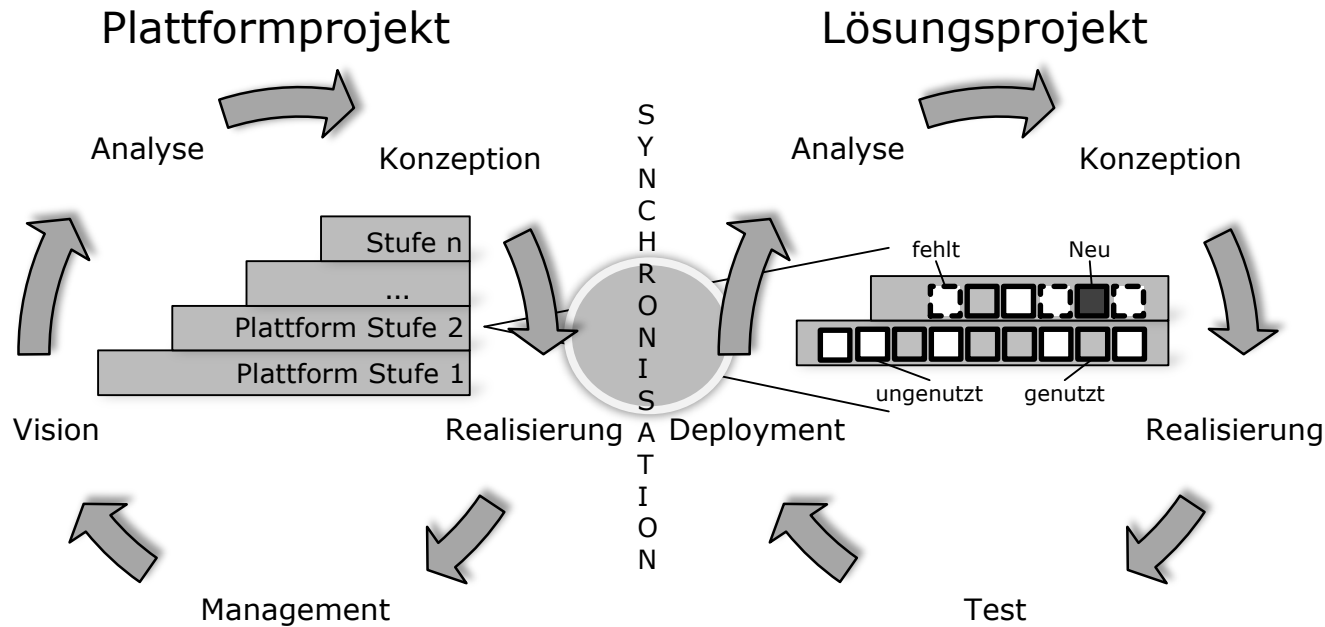 Plattformprojekt
Analyse
Konzeption
Stufe n
...
Plattform Stufe 2
Plattform Stufe 1
Vision
Realisierung
Management
S
Y
N
C
H
R
O
N
I
S
A
T
I
O
N
Lösungsprojekt
Analyse
Konzeption
fehlt
Neu
ungenutzt
genutzt
Deployment
Realisierung
Test